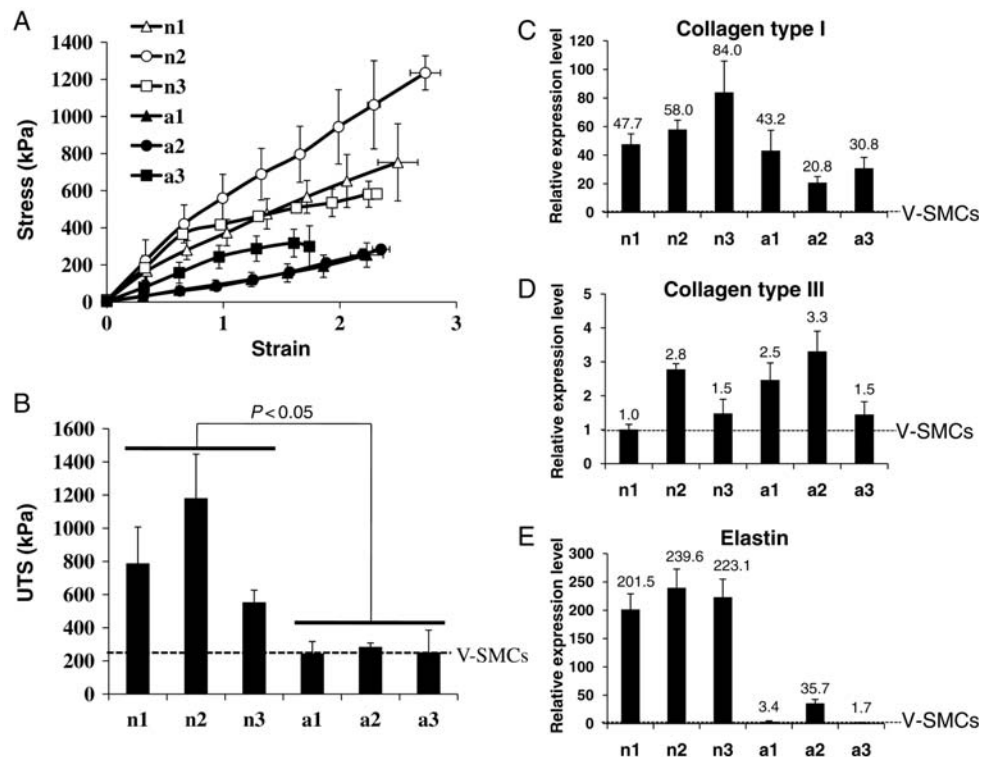 A
n1
n2
n3
a1
a2
a3
1400
1200
1000
800
600
400
200
0
Stress (kPa)
0 1 2 3
Strain
B
P < 0.05
1600
1400
1200
1000
800
600
400
200
0
UTS (kPa)
V-SMCs
n1 n2 n3 a1 a2 a3
C
Collagen type I
Relative expression level
120
100
80
60
40
20
0
47.7 58.0 84.0 43.2 20.8 30.8
V-SMCs
n1 n2 n3 a1 a2 a3
D
Collagen type III
Relative expression level
5
4
3
2
1
0
1.0 2.8 1.5 2.5 3.3 1.5
V-SMCs
n1 n2 n3 a1 a2 a3
E
Elastin
Relative expression level
300
250
200
150
100
50
0
201.5 239.6 223.1 3.4 35.7 1.7
V-SMCs
n1 n2 n3 a1 a2 a3